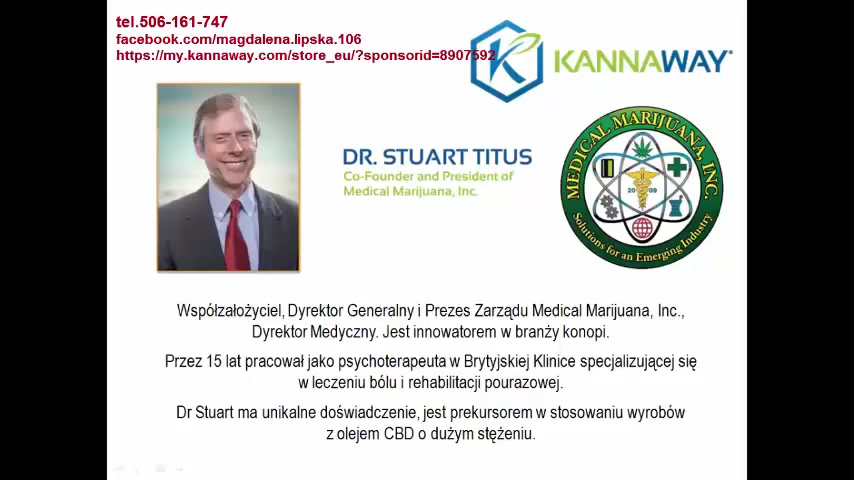 tel.506-161-747
facebook.com/magdalena.lipska.106
https://my.kannaway.com/store_eu/?sponsorid=8907592
KANNAWAY®
DR. STUART TITUS
Co-Founder and President of
Medical Marijuana, Inc.
MEDICAL MARIJUANA, INC.
2009
Solutions for an Emerging Industry
Współzałożyciel, Dyrektor Generalny i Prezes Zarządu Medical Marijuana, Inc.,
Dyrektor Medyczny. Jest innowatorem w branży konopi.
Przez 15 lat pracował jako psychoterapeuta w Brytyjskiej Klinice specjalizującej się
w leczeniu bólu i rehabilitacji pourazowej.
Dr Stuart ma unikalne doświadczenie, jest prekursorem w stosowaniu wyrobów
z olejem CBD o dużym stężeniu.